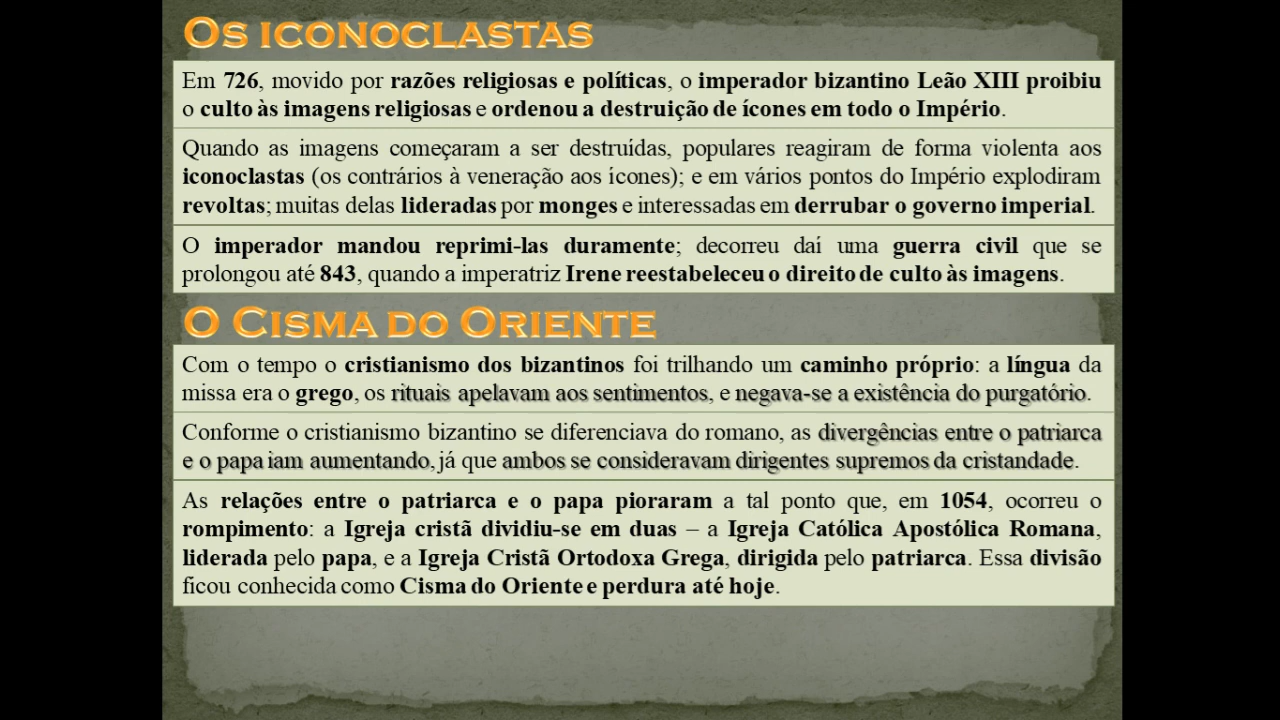 OS ICONOCLASTAS
Em 726, movido por razões religiosas e políticas, o imperador bizantino Leão XIII proibiu
o culto às imagens religiosas e ordenou a destruição de ícones em todo o Império.
Quando as imagens começaram a ser destruídas, populares reagiram de forma violenta aos
iconoclastas (os contrários à veneração aos ícones); e em vários pontos do Império explodiram
revoltas; muitas delas lideradas por monges e interessadas em derrubar o governo imperial.
O imperador mandou reprimi-las duramente; decorreu daí uma guerra civil que se
prolongou até 843, quando a imperatriz Irene reestabeleceu o direito de culto às imagens.
O CISMA DO ORIENTE
Com o tempo o cristianismo dos bizantinos foi trilhando um caminho próprio: a língua da
missa era o grego, os rituais apelavam aos sentimentos, e negava-se a existência do purgatório.
Conforme o cristianismo bizantino se diferenciava do romano, as divergências entre o patriarca
e o papa iam aumentando, já que ambos se consideravam dirigentes supremos da cristandade.
As relações entre o patriarca e o papa pioraram a tal ponto que, em 1054, ocorreu o
rompimento: a Igreja cristã dividiu-se em duas – a Igreja Católica Apostólica Romana,
liderada pelo papa, e a Igreja Cristã Ortodoxa Grega, dirigida pelo patriarca. Essa divisão
ficou conhecida como Cisma do Oriente e perdura até hoje.